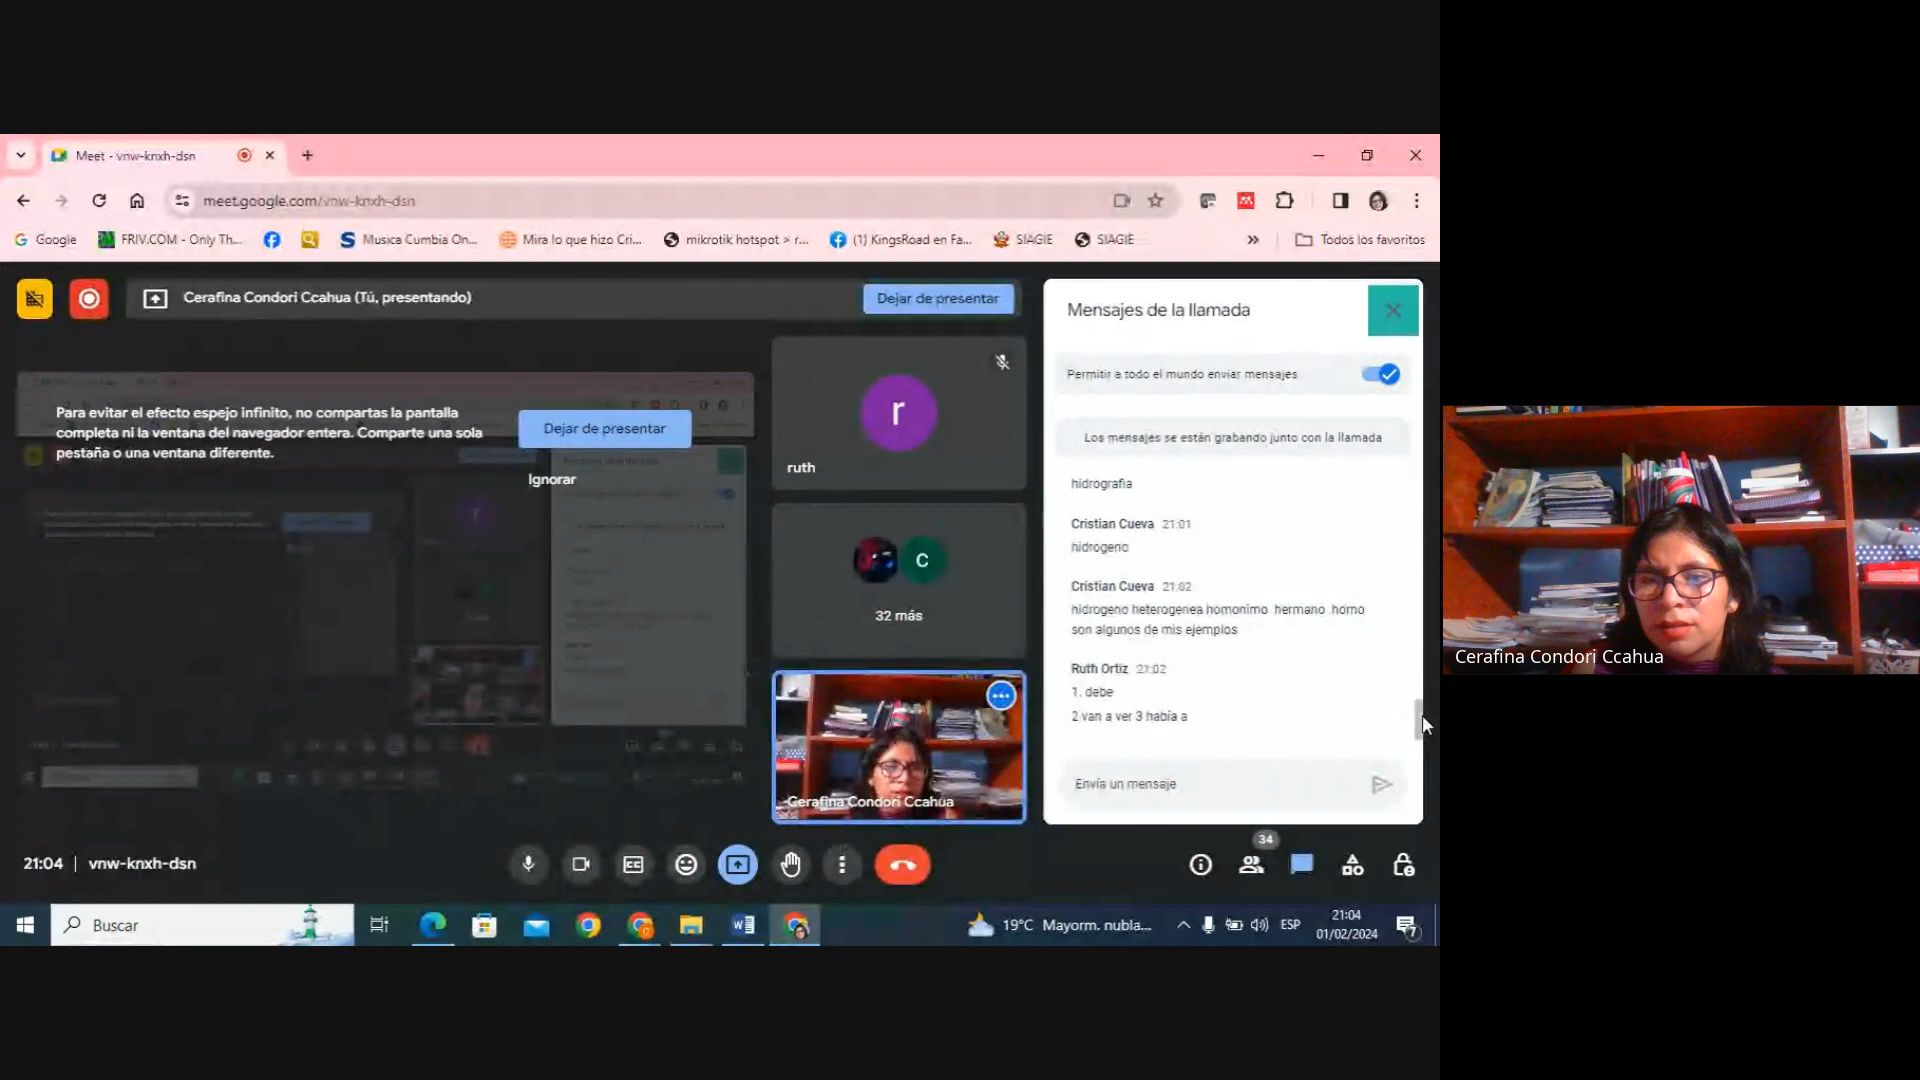 Meet - vnw-knxh-dsn
meet.google.com/vnw-knxh-dsn
Google
FRIV.COM - Only Th...
Musica Cumbia On...
Mira lo que hizo Cri...
mikrotik hotspot > r...
(1) KingsRoad en Fa...
SIAGIE
SIAGIE
»
Todos los favoritos
Cerafina Condori Ccahua (Tú, presentando)
Dejar de presentar
Para evitar el efecto espejo infinito, no compartas la pantalla
completa ni la ventana del navegador entera. Comparte una sola
pestaña o una ventana diferente.
Dejar de presentar
Ignorar
r
ruth
C
32 más
Cerafina Condori Ccahua
Mensajes de la llamada
Permitir a todo el mundo enviar mensajes
Los mensajes se están grabando junto con la llamada
hidrografia
Cristian Cueva 21:01
hidrogeno
Cristian Cueva 21:02
hidrogeno heterogenea homonimo hermano horno
son algunos de mis ejemplos
Ruth Ortiz 21:02
1. debe
2 van a ver 3 había a
Envía un mensaje
21:04 | vnw-knxh-dsn
CC
34
Buscar
19°C Mayorm. nubla...
ESP
21:04
01/02/2024
7
Cerafina Condori Ccahua